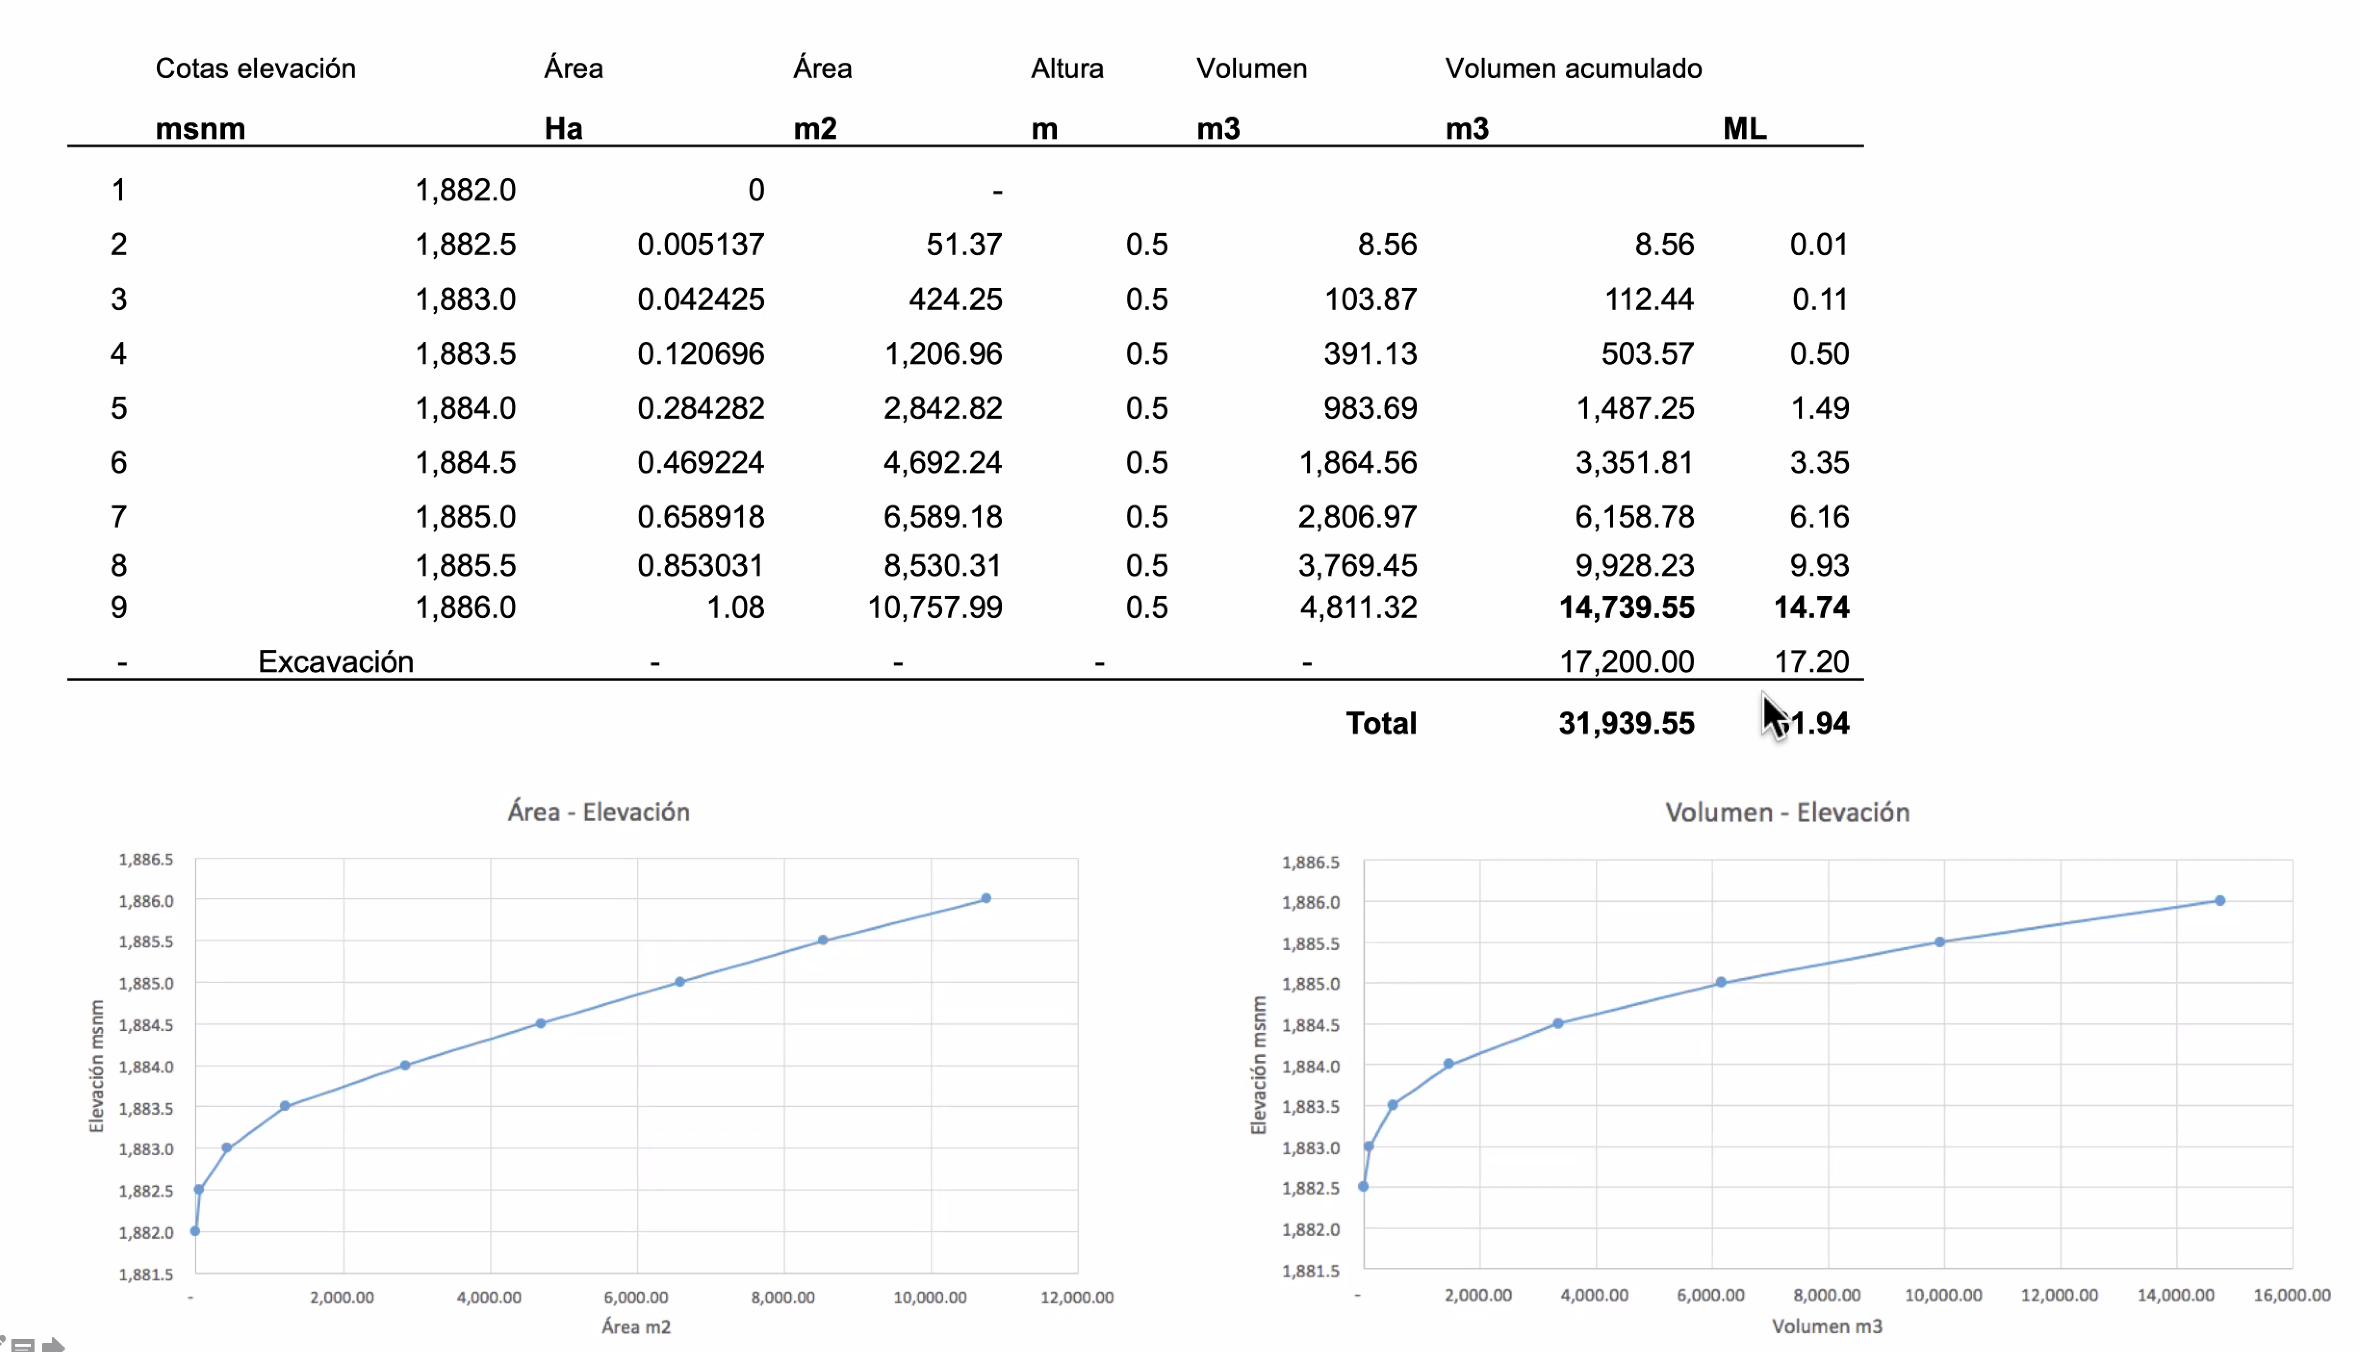 Cotas elevación Área Área Altura Volumen Volumen acumulado
msnm Ha m2 m m3 m3 ML
1 1,882.0 0 -
2 1,882.5 0.005137 51.37 0.5 8.56 8.56 0.01
3 1,883.0 0.042425 424.25 0.5 103.87 112.44 0.11
4 1,883.5 0.120696 1,206.96 0.5 391.13 503.57 0.50
5 1,884.0 0.284282 2,842.82 0.5 983.69 1,487.25 1.49
6 1,884.5 0.469224 4,692.24 0.5 1,864.56 3,351.81 3.35
7 1,885.0 0.658918 6,589.18 0.5 2,806.97 6,158.78 6.16
8 1,885.5 0.853031 8,530.31 0.5 3,769.45 9,928.23 9.93
9 1,886.0 1.08 10,757.99 0.5 4,811.32 14,739.55 14.74
- Excavación - - - - 17,200.00 17.20
Total 31,939.55
Área - Elevación
1,886.5
1,886.0
1,885.5
1,885.0
1,884.5
1,884.0
1,883.5
1,883.0
1,882.5
1,882.0
1,881.5
Elevación msnm
- 2,000.00 4,000.00 6,000.00 8,000.00 10,000.00 12,000.00
Área m2
Volumen - Elevación
1,886.5
1,886.0
1,885.5
1,885.0
1,884.5
1,884.0
1,883.5
1,883.0
1,882.5
1,882.0
1,881.5
Elevación msnm
- 2,000.00 4,000.00 6,000.00 8,000.00 10,000.00 12,000.00 14,000.00 16,000.00
Volumen m3